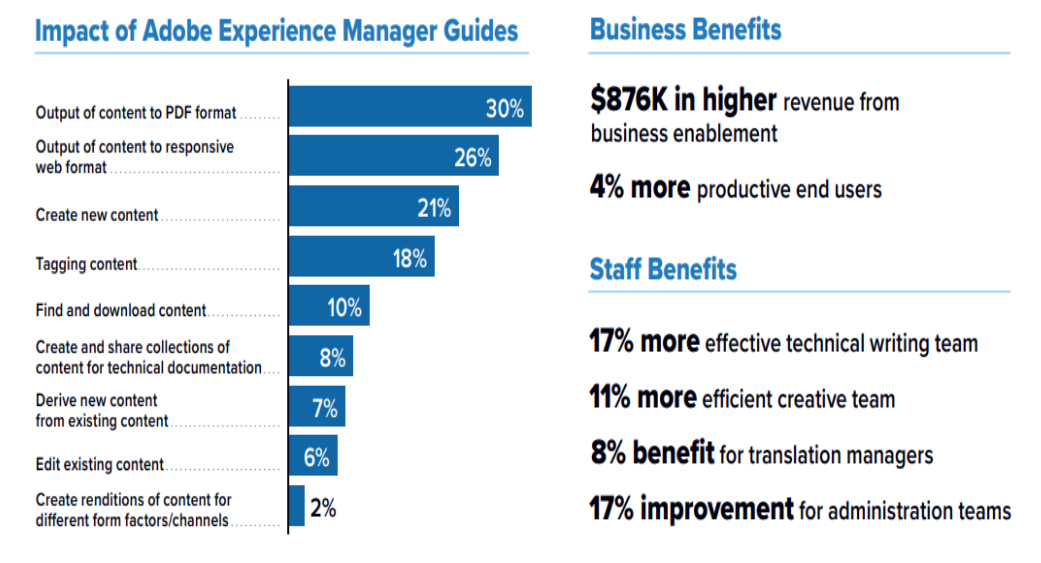 Impact of Adobe Experience Manager Guides
Output of content to PDF format
30%
Output of content to responsive
web format
26%
Create new content
21%
Tagging content
18%
Find and download content
10%
Create and share collections of
content for technical documentation
8%
Derive new content
from existing content
7%
Edit existing content
6%
Create renditions of content for
different form factors/channels
2%
Business Benefits
$876K in higher revenue from
business enablement
4% more productive end users
Staff Benefits
17% more effective technical writing team
11% more efficient creative team
8% benefit for translation managers
17% improvement for administration teams